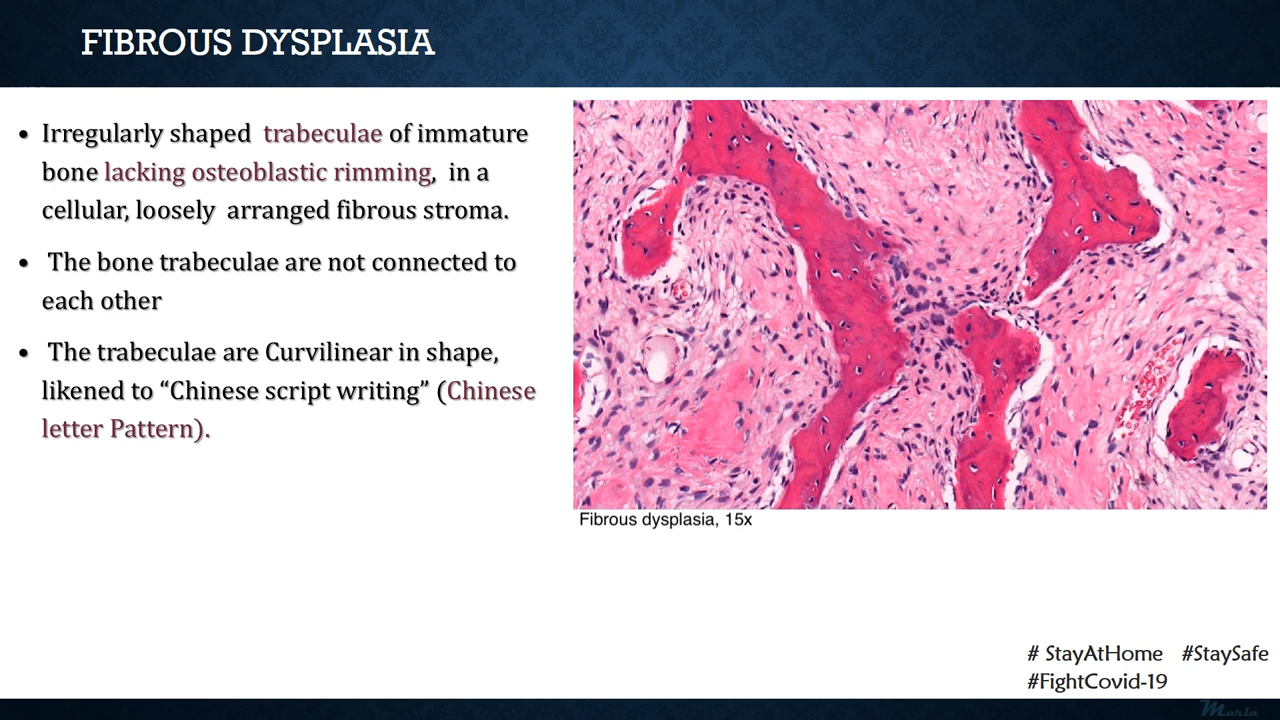 FIBROUS DYSPLASIA
• Irregularly shaped trabeculae of immature
bone lacking osteoblastic rimming, in a
cellular, loosely arranged fibrous stroma.
• The bone trabeculae are not connected to
each other
• The trabeculae are Curvilinear in shape,
likened to “Chinese script writing” (Chinese
letter Pattern).
Fibrous dysplasia, 15x
# StayAtHome #StaySafe
#FightCovid-19
Maria